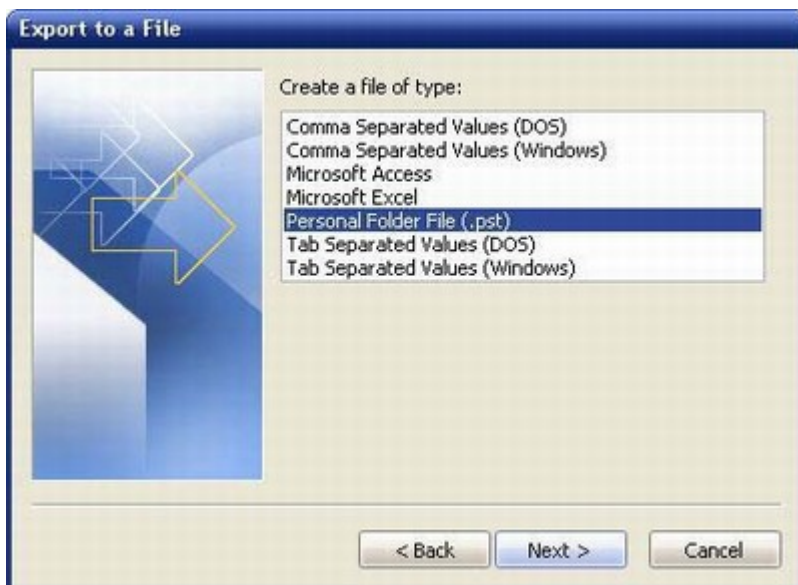 Export to a File
Create a file of type:
Comma Separated Values (DOS)
Comma Separated Values (Windows)
Microsoft Access
Microsoft Excel
Personal Folder File (.pst)
Tab Separated Values (DOS)
Tab Separated Values (Windows)
< Back Next > Cancel